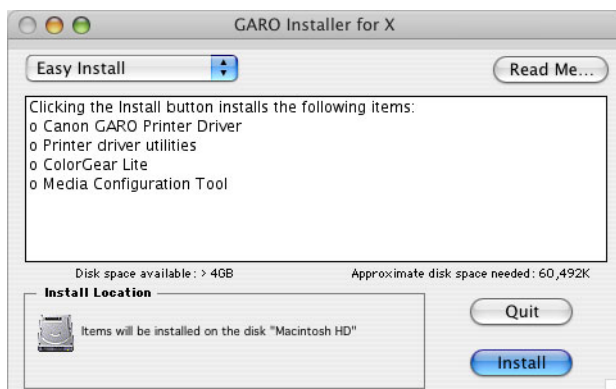 GARO Installer for X
Easy Install
Read Me...
Clicking the Install button installs the following items:
o Canon GARO Printer Driver
o Printer driver utilities
o ColorGear Lite
o Media Configuration Tool
Disk space available: > 4GB
Approximate disk space needed: 60,492K
Install Location
Items will be installed on the disk "Macintosh HD"
Quit
Install